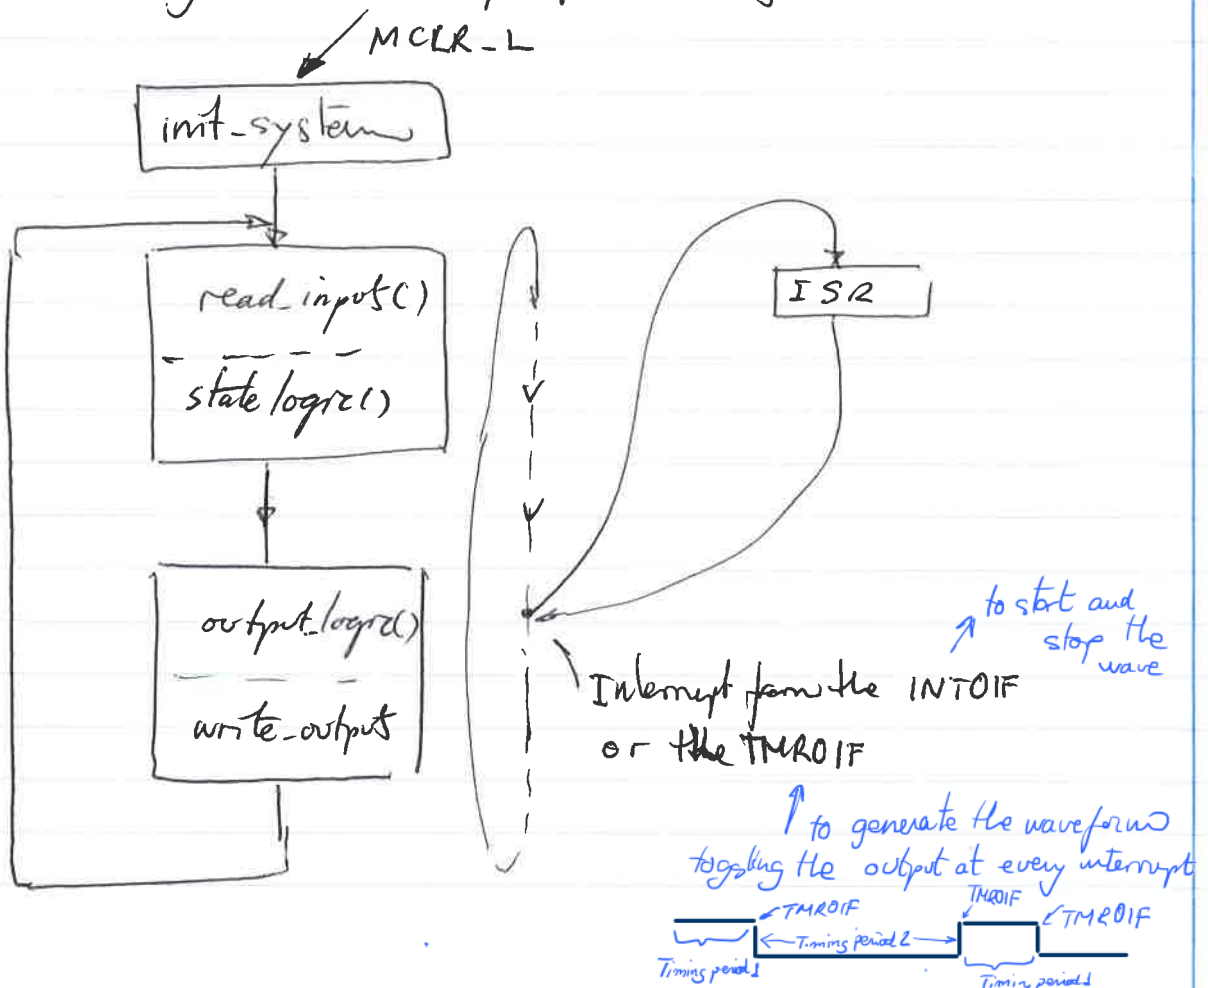 MCLR_L
init_system
read_input()
state logic()
output_logic()
write_output
ISR
Interrupt from the INT0IF
or the TMR0IF
to start and
stop the
wave
to generate the waveform
toggling the output at every interrupt
TMR0IF
TMR0IF
TMR0IF
Timing period 2
Timing period 1
Timing period 1